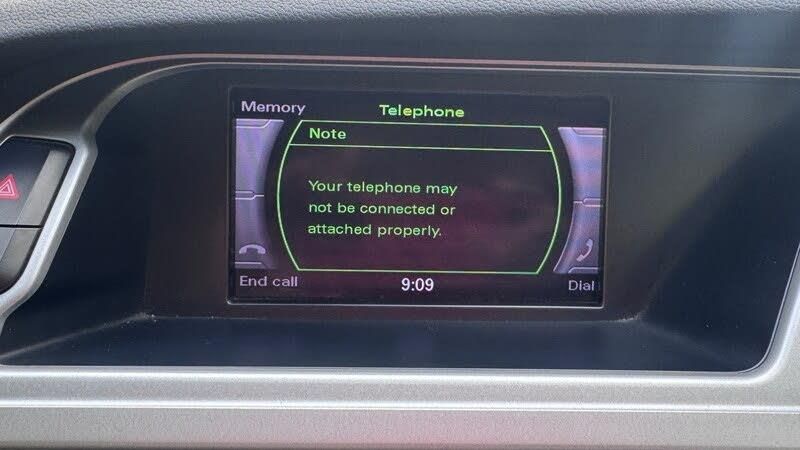 Memory
Telephone
Note
Your telephone may
not be connected or
attached properly.
End call
9:09
Dial